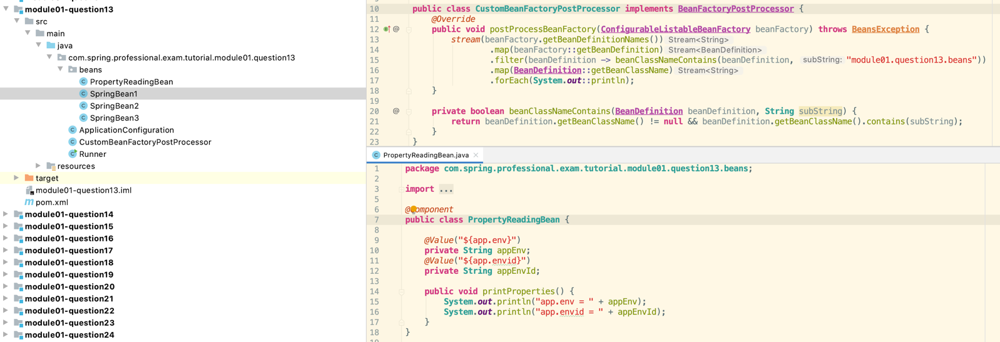 module01-question13
src
main
java
com.spring.professional.exam.tutorial.module01.question13
beans
PropertyReadingBean
SpringBean1
SpringBean2
SpringBean3
ApplicationConfiguration
CustomBeanFactoryPostProcessor
Runner
resources
target
module01-question13.iml
pom.xml
module01-question14
module01-question15
module01-question16
module01-question17
module01-question18
module01-question19
module01-question20
module01-question21
module01-question22
module01-question23
module01-question24
10 public class CustomBeanFactoryPostProcessor implements BeanFactoryPostProcessor {
11 @Override
12 @ public void postProcessBeanFactory(ConfigurableListableBeanFactory beanFactory) throws BeansException {
13 stream(beanFactory.getBeanDefinitionNames()) Stream<String>
14 .map(beanFactory::getBeanDefinition) Stream<BeanDefinition>
15 .filter(beanDefinition -> beanClassNameContains(beanDefinition, subString: "module01.question13.beans"))
16 .map(BeanDefinition::getBeanClassName) Stream<String>
17 .forEach(System.out::println);
18 }
19
20 @ private boolean beanClassNameContains(BeanDefinition beanDefinition, String subString) {
21 return beanDefinition.getBeanClassName() != null && beanDefinition.getBeanClassName().contains(subString);
22 }
23 }
PropertyReadingBean.java
1 package com.spring.professional.exam.tutorial.module01.question13.beans;
2
3 import ...
5
6 @Component
7 public class PropertyReadingBean {
8
9 @Value("${app.env}")
10 private String appEnv;
11 @Value("${app.envid}")
12 private String appEnvId;
13
14 public void printProperties() {
15 System.out.println("app.env = " + appEnv);
16 System.out.println("app.envid = " + appEnvId);
17 }
18 }